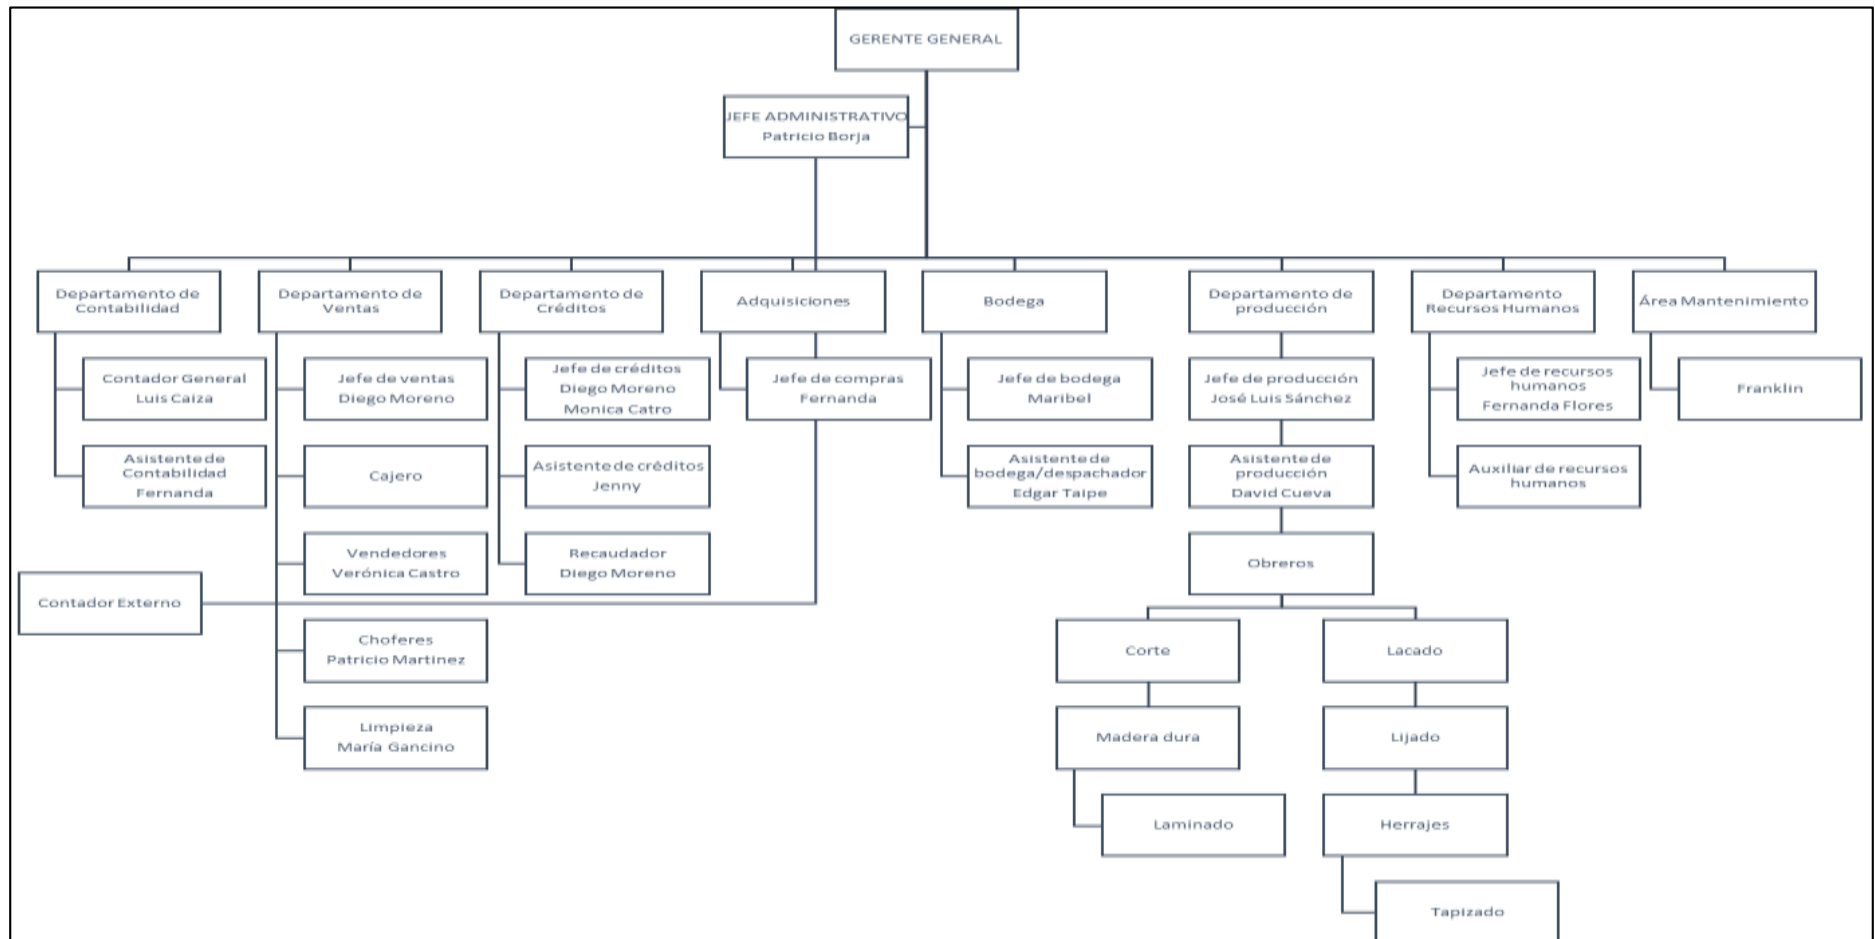 GERENTE GENERAL
JEFE ADMINISTRATIVO
Patricio Borja
Departamento de
Contabilidad
Departamento de
Ventas
Departamento de
Créditos
Adquisiciones
Bodega
Departamento de
producción
Departamento
Recursos Humanos
Área Mantenimiento
Contador General
Luis Caiza
Jefe de ventas
Diego Moreno
Jefe de créditos
Diego Moreno
Monica Catro
Jefe de compras
Fernanda
Jefe de bodega
Maribel
Jefe de producción
José Luis Sánchez
Jefe de recursos
humanos
Fernanda Flores
Franklin
Asistente de
Contabilidad
Fernanda
Cajero
Asistente de créditos
Jenny
Asistente de
bodega/despachador
Edgar Taipe
Asistente de
producción
David Cueva
Auxiliar de recursos
humanos
Vendedores
Verónica Castro
Recaudador
Diego Moreno
Obreros
Contador Externo
Choferes
Patricio Martinez
Corte
Lacado
Limpieza
María Gancino
Madera dura
Lijado
Laminado
Herrajes
Tapizado